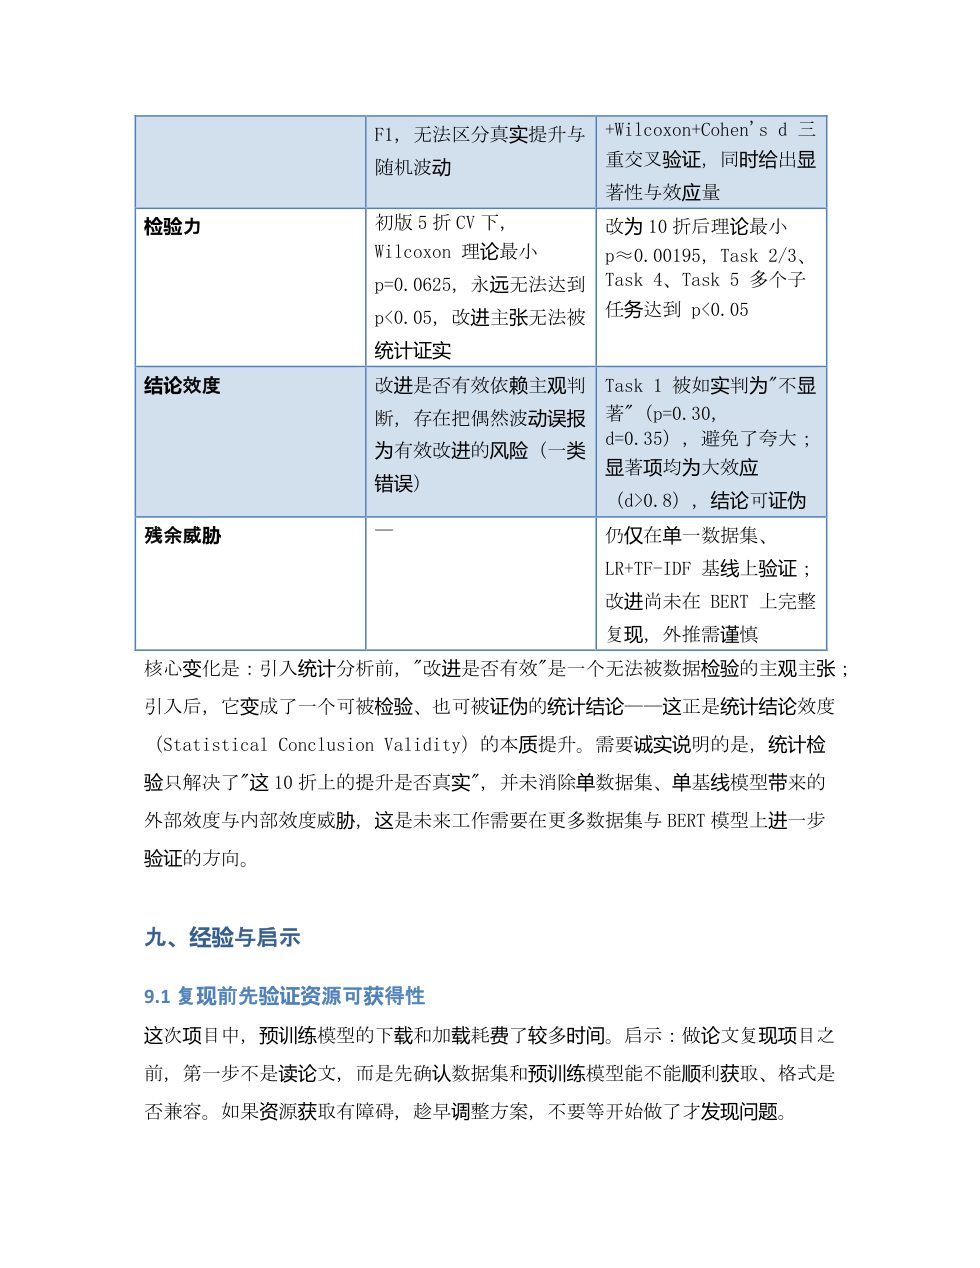 F1，无法区分真实提升与
随机波动
+Wilcoxon+Cohen's d 三
重交叉验证，同时给出显
著性与效应量
检验力
初版 5 折 CV 下，
Wilcoxon 理论最小
p=0.0625，永远无法达到
p<0.05，改进主张无法被
统计证实
改为 10 折后理论最小
p≈0.00195，Task 2/3、
Task 4、Task 5 多个子
任务达到 p<0.05
结论效度
改进是否有效依赖主观判
断，存在把偶然波动误报
为有效改进的风险（一类
错误）
Task 1 被如实判为"不显
著"（p=0.30,
d=0.35），避免了夸大；
显著项均为大效应
（d>0.8），结论可证伪
残余威胁
—
仍仅在单一数据集、
LR+TF-IDF 基线上验证；
改进尚未在 BERT 上完整
复现，外推需谨慎
核心变化是：引入统计分析前，"改进是否有效"是一个无法被数据检验的主观主张；
引入后，它变成了一个可被检验、也可被证伪的统计结论——这正是统计结论效度
（Statistical Conclusion Validity）的本质提升。需要诚实说明的是，统计检
验只解决了"这 10 折上的提升是否真实"，并未消除单数据集、单基线模型带来的
外部效度与内部效度威胁，这是未来工作需要在更多数据集与 BERT 模型上进一步
验证的方向。
九、经验与启示
9.1 复现前先验证资源可获得性
这次项目中，预训练模型的下载和加载耗费了较多时间。启示：做论文复现项目之
前，第一步不是读论文，而是先确认数据集和预训练模型能不能顺利获取、格式是
否兼容。如果资源获取有障碍，趁早调整方案，不要等开始做了才发现问题。